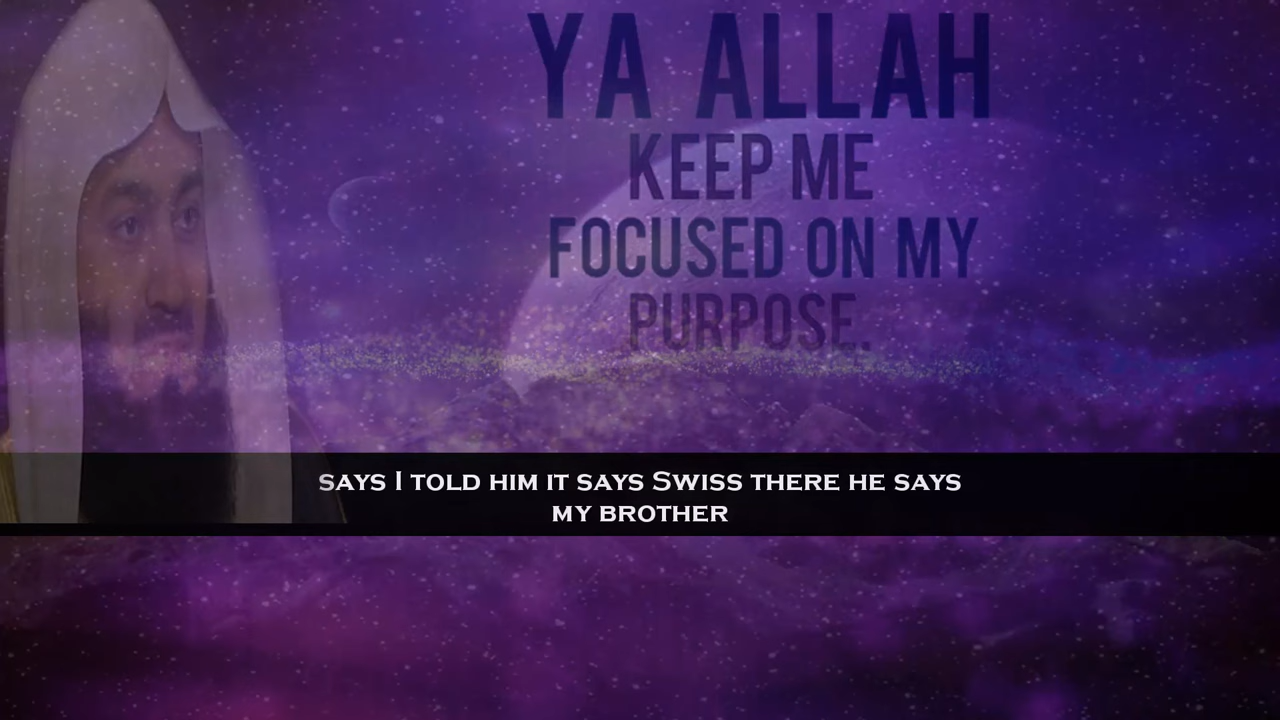 YA ALLAH
KEEP ME
FOCUSED ON MY
PURPOSE.
SAYS I TOLD HIM IT SAYS SWISS THERE HE SAYS
MY BROTHER